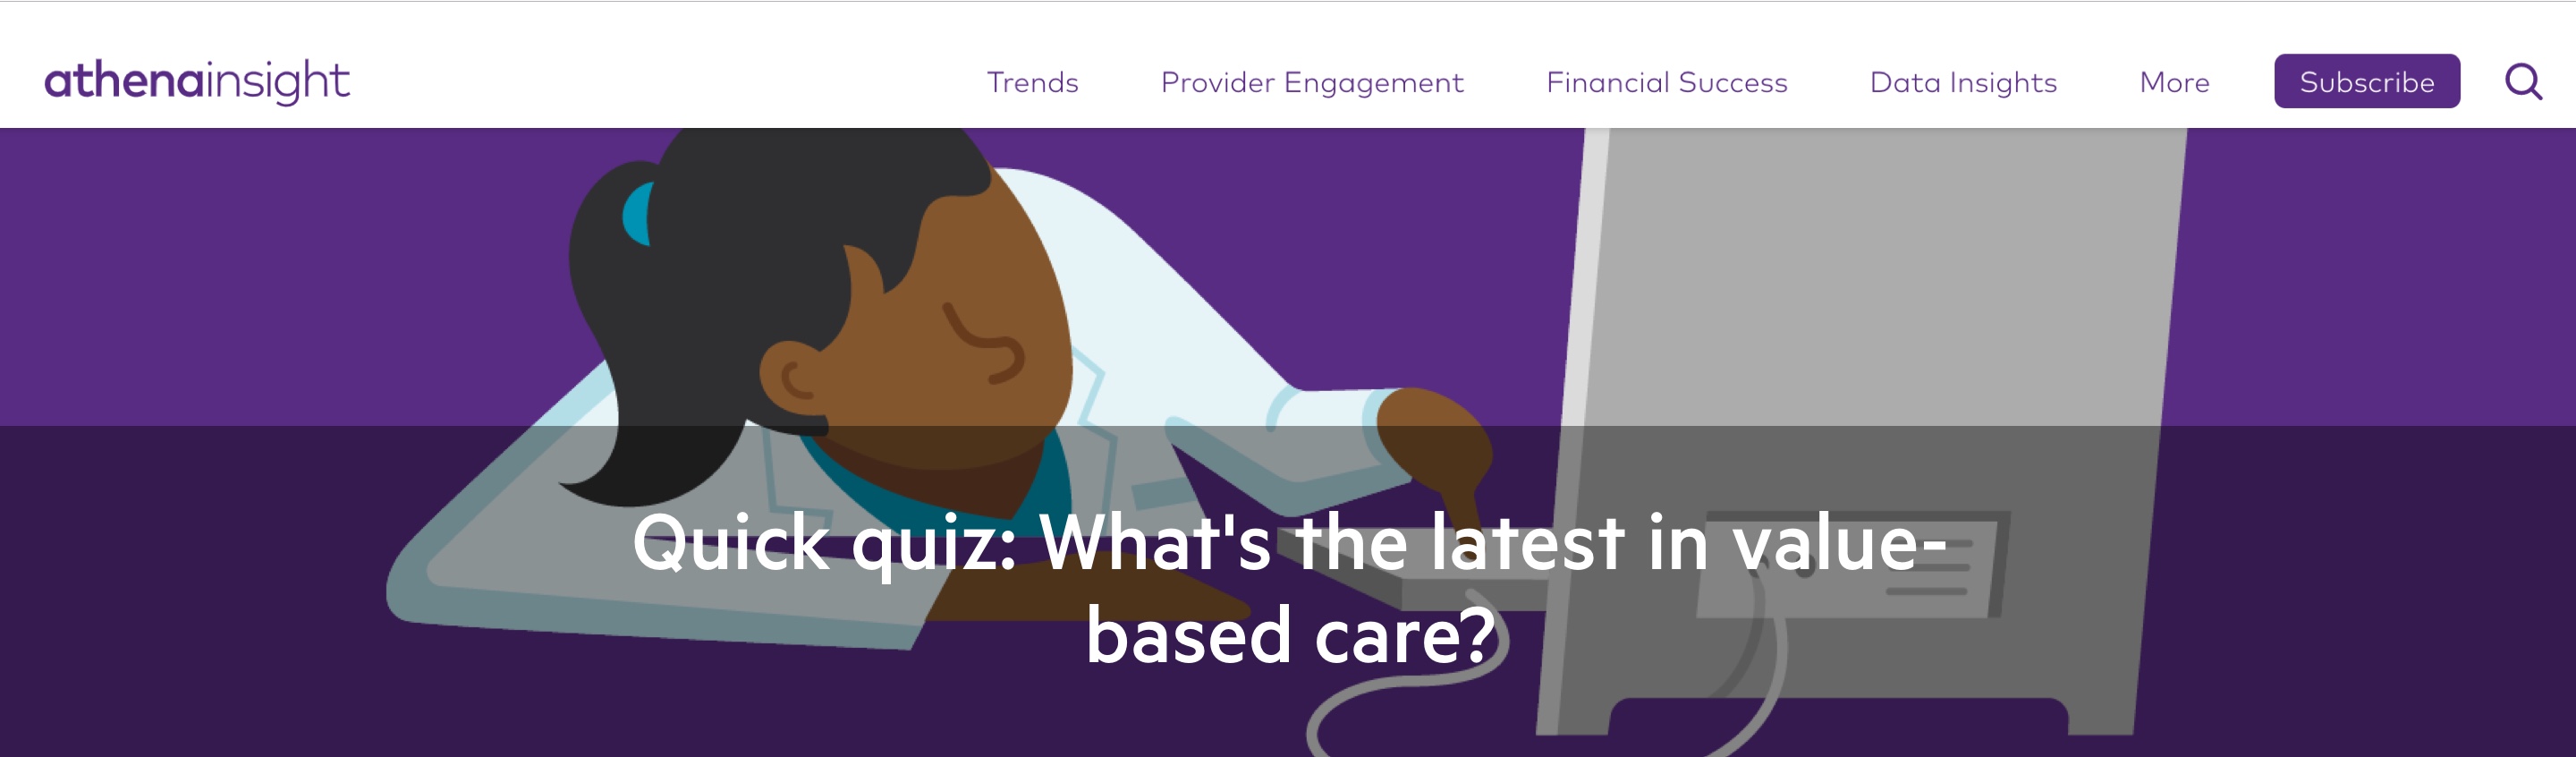 athenainsight
Trends Provider Engagement Financial Success Data Insights More Subscribe
Quick quiz: What's the latest in value-
based care?